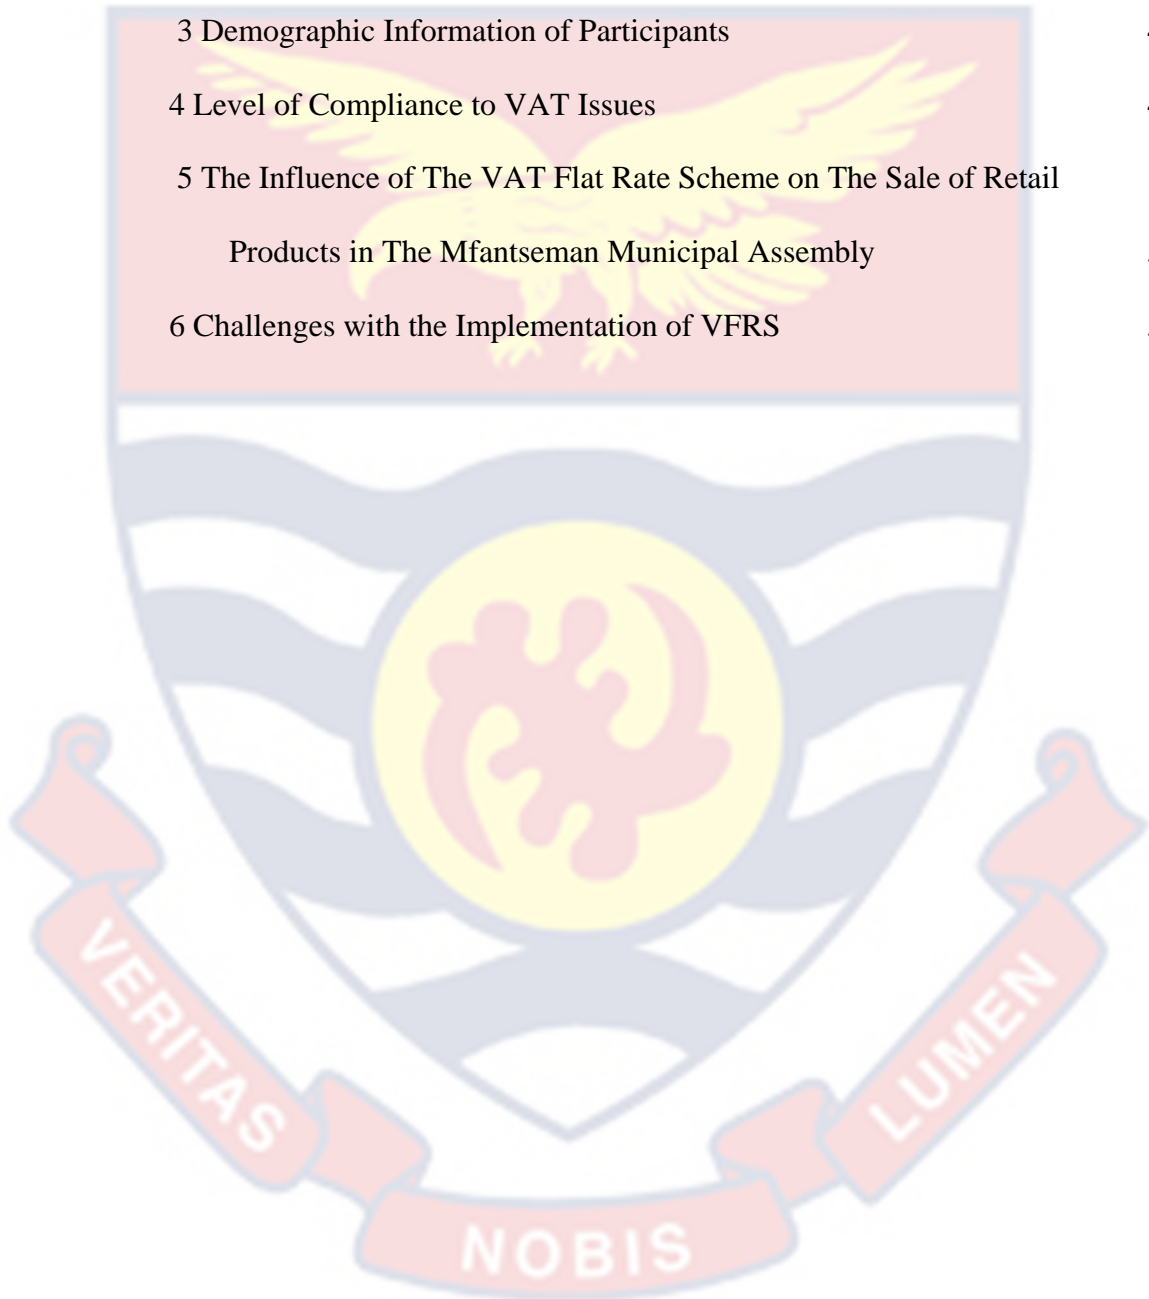 3 Demographic Information of Participants
4 Level of Compliance to VAT Issues
5 The Influence of The VAT Flat Rate Scheme on The Sale of Retail
Products in The Mfantseman Municipal Assembly
6 Challenges with the Implementation of VFRS
VERITAS
NOBIS
LUMEN